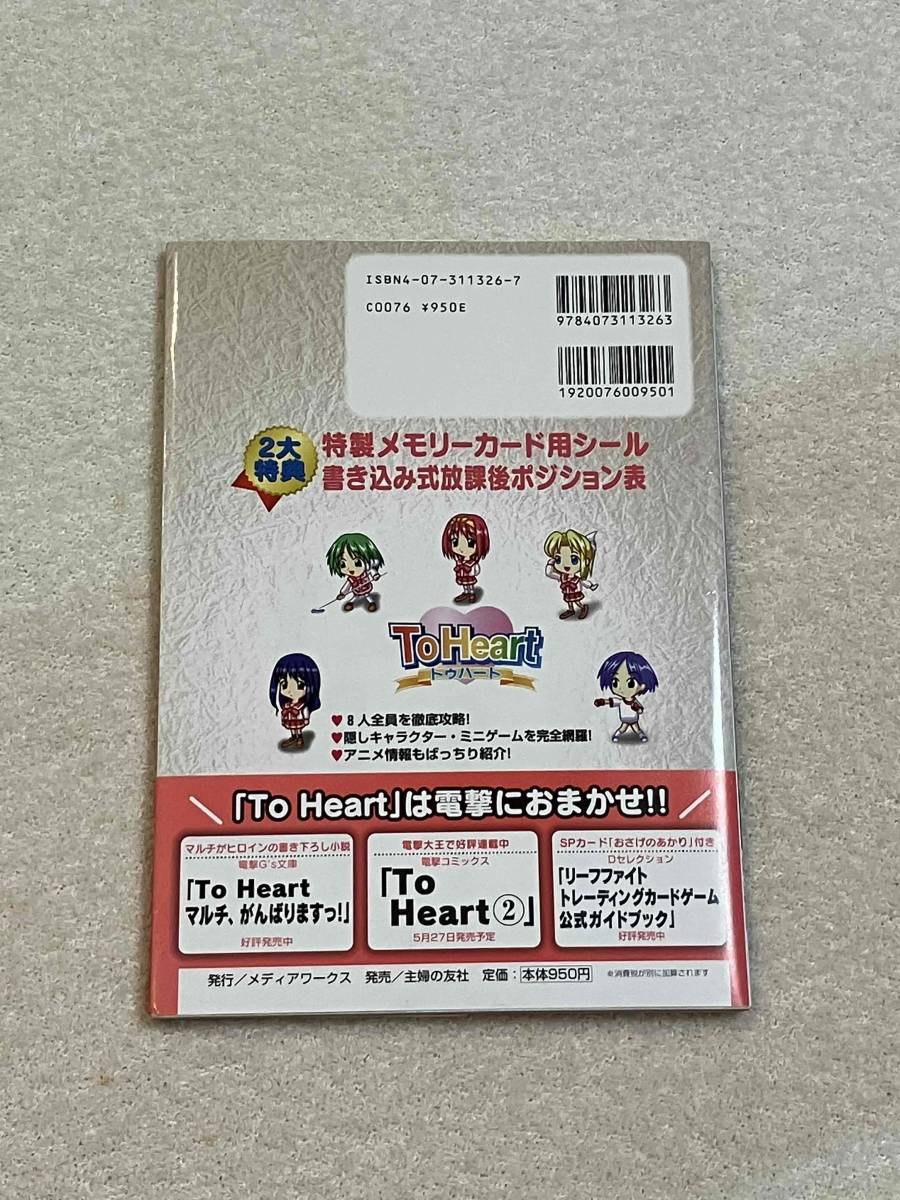 ISBN4-07-311326-7
C0076 ¥950E
9784073113263
1920076009501
2大
特典
特製メモリーカード用シール
書き込み式放課後ポジション表
To Heart
トゥハート
♥8人全員を徹底攻略!
♥隠しキャラクター・ミニゲームを完全網羅!
♥アニメ情報もばっちり紹介!
「To Heart」は電撃におまかせ!!
マルチがヒロインの書き下ろし小説
電撃G's文庫
「To Heart
マルチ、がんばりますっ!」
好評発売中
電撃大王で好評連載中
電撃コミックス
「To
Heart②」
5月27日発売予定
SPカード「おさげのあかり」付き
Dセレクション
「リーフファイト
トレーディングカードゲーム
公式ガイドブック」
好評発売中
発行/メディアワークス 発売/主婦の友社 定価:本体950円 ※消費税が別に加算されます